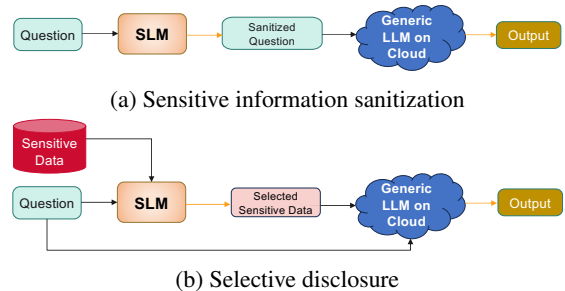 Question
SLM
Sanitized
Question
Generic
LLM on
Cloud
Output
(a) Sensitive information sanitization
Sensitive
Data
Question
SLM
Selected
Sensitive Data
Generic
LLM on
Cloud
Output
(b) Selective disclosure